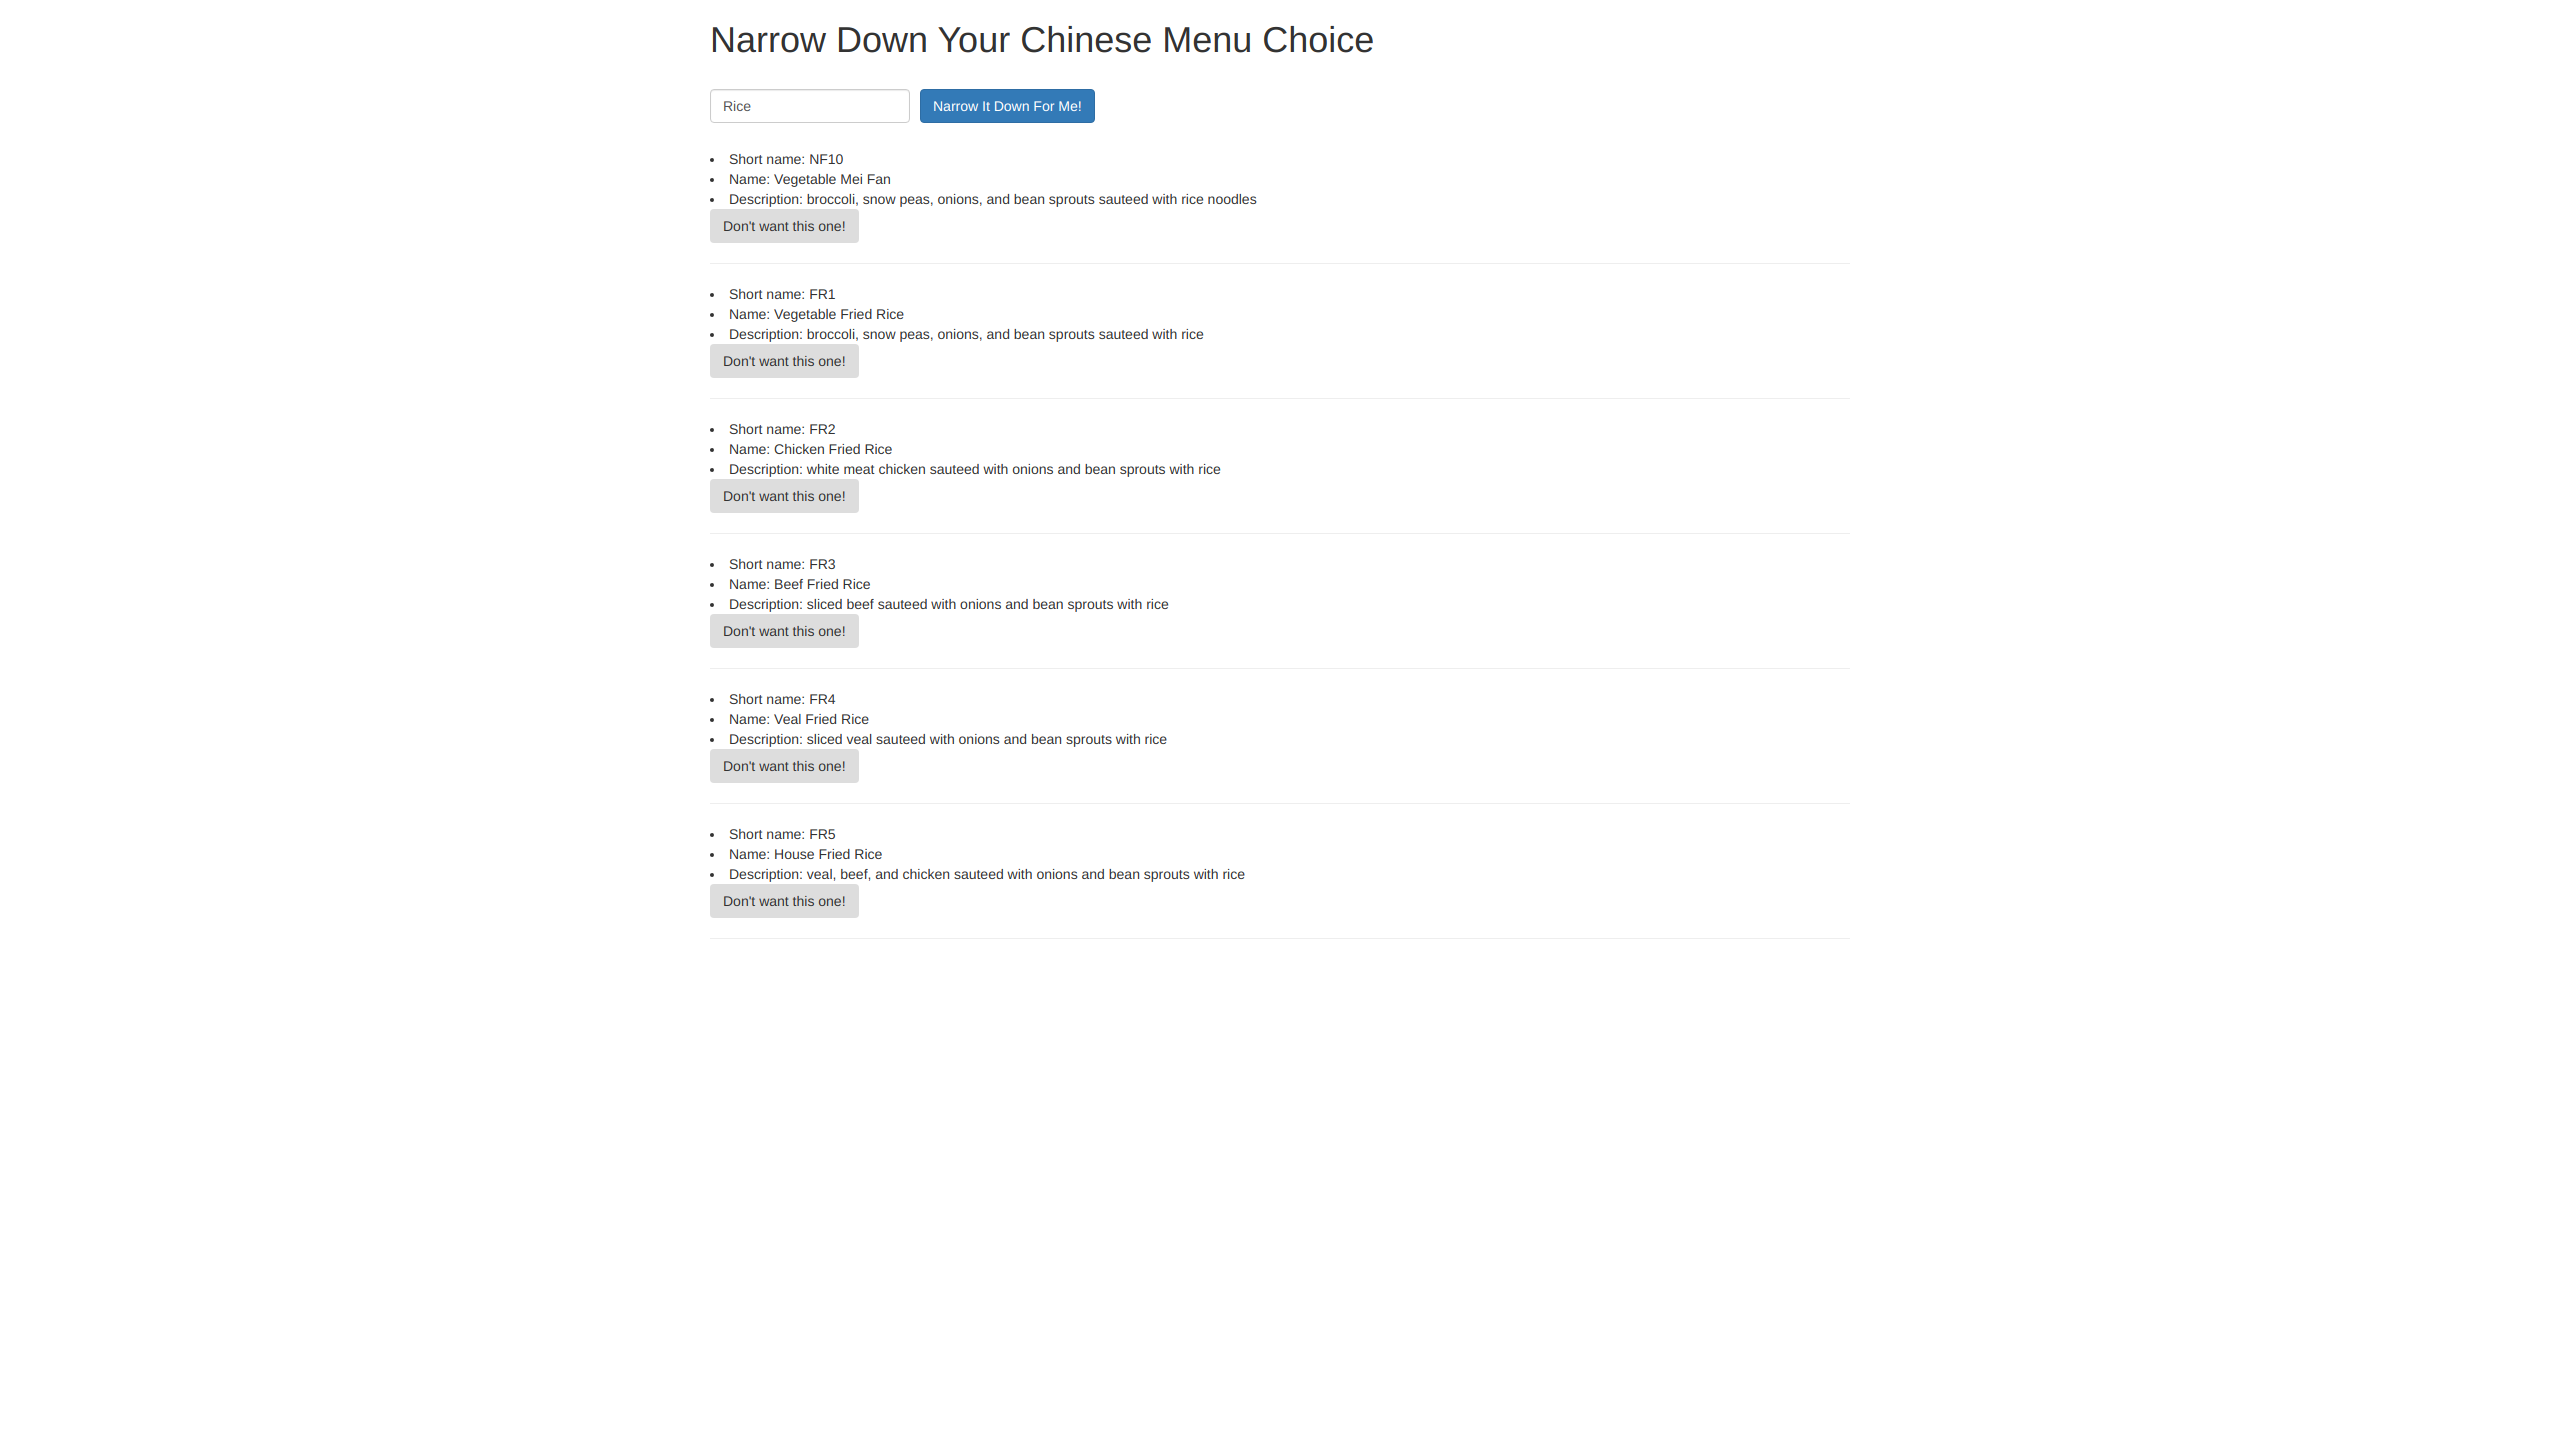 Narrow Down Your Chinese Menu Choice
Rice
Narrow It Down For Me!
Short name: NF10
Name: Vegetable Mei Fan
Description: broccoli, snow peas, onions, and bean sprouts sauteed with rice noodles
Don't want this one!
Short name: FR1
Name: Vegetable Fried Rice
Description: broccoli, snow peas, onions, and bean sprouts sauteed with rice
Don't want this one!
Short name: FR2
Name: Chicken Fried Rice
Description: white meat chicken sauteed with onions and bean sprouts with rice
Don't want this one!
Short name: FR3
Name: Beef Fried Rice
Description: sliced beef sauteed with onions and bean sprouts with rice
Don't want this one!
Short name: FR4
Name: Veal Fried Rice
Description: sliced veal sauteed with onions and bean sprouts with rice
Don't want this one!
Short name: FR5
Name: House Fried Rice
Description: veal, beef, and chicken sauteed with onions and bean sprouts with rice
Don't want this one!